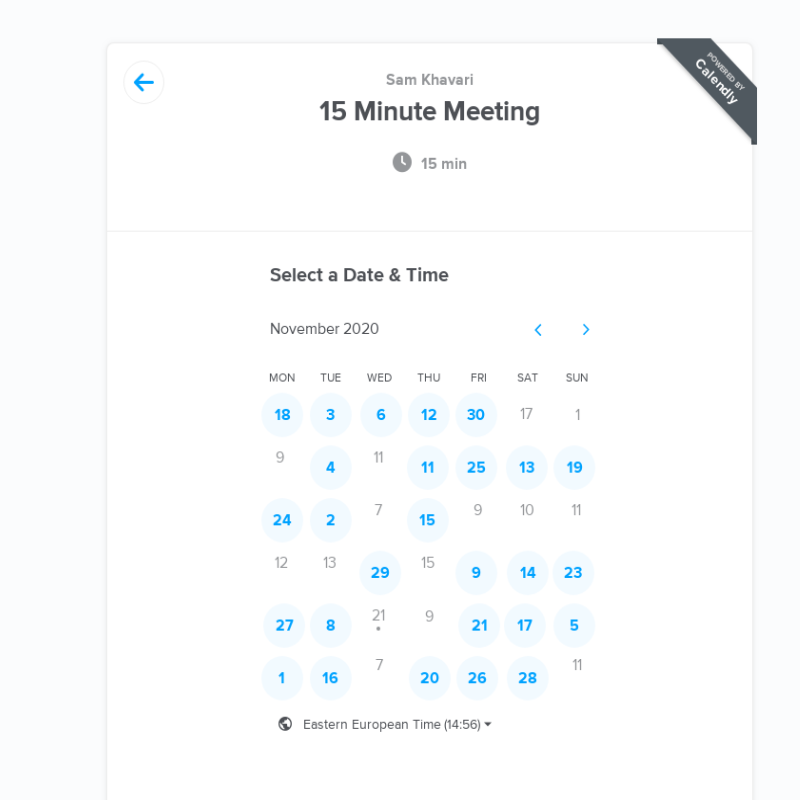 Sam Khavari
POWERED BY
Calendly
15 Minute Meeting
15 min
Select a Date & Time
November 2020
MON TUE WED THU FRI SAT SUN
18 3 6 12 30 17 1
9 4 11 11 25 13 19
24 2 7 15 9 10 11
12 13 29 15 9 14 23
27 8 21 9 21 17 5
1 16 7 20 26 28 11
Eastern European Time (14:56)